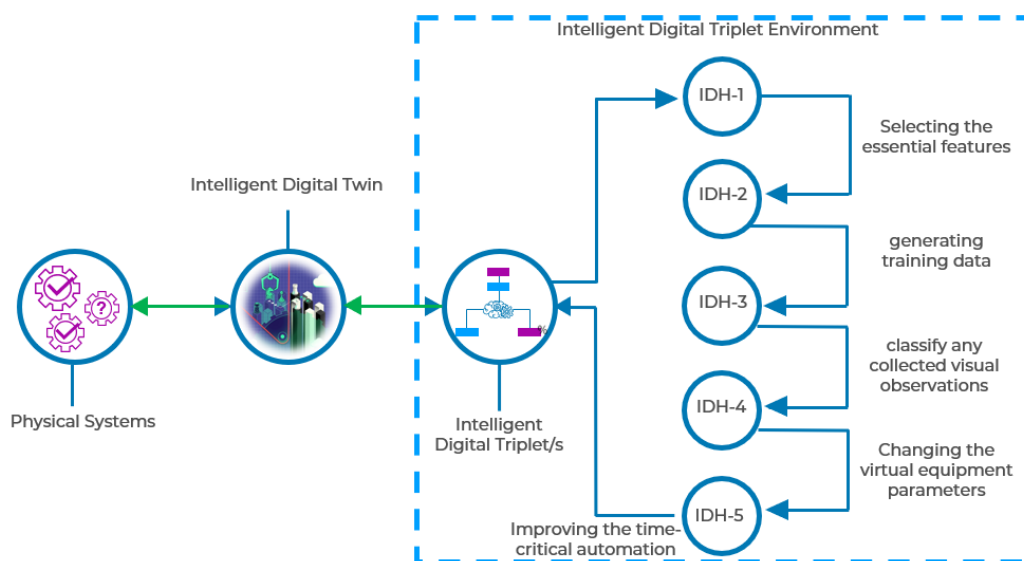 Intelligent Digital Triplet Environment
IDH-1
Selecting the
essential features
Intelligent Digital Twin
IDH-2
generating
training data
?
IDH-3
%
classify any
collected visual
observations
IDH-4
Physical Systems
Intelligent
Digital Triplet/s
Changing the
virtual equipment
parameters
IDH-5
Improving the time-
critical automation